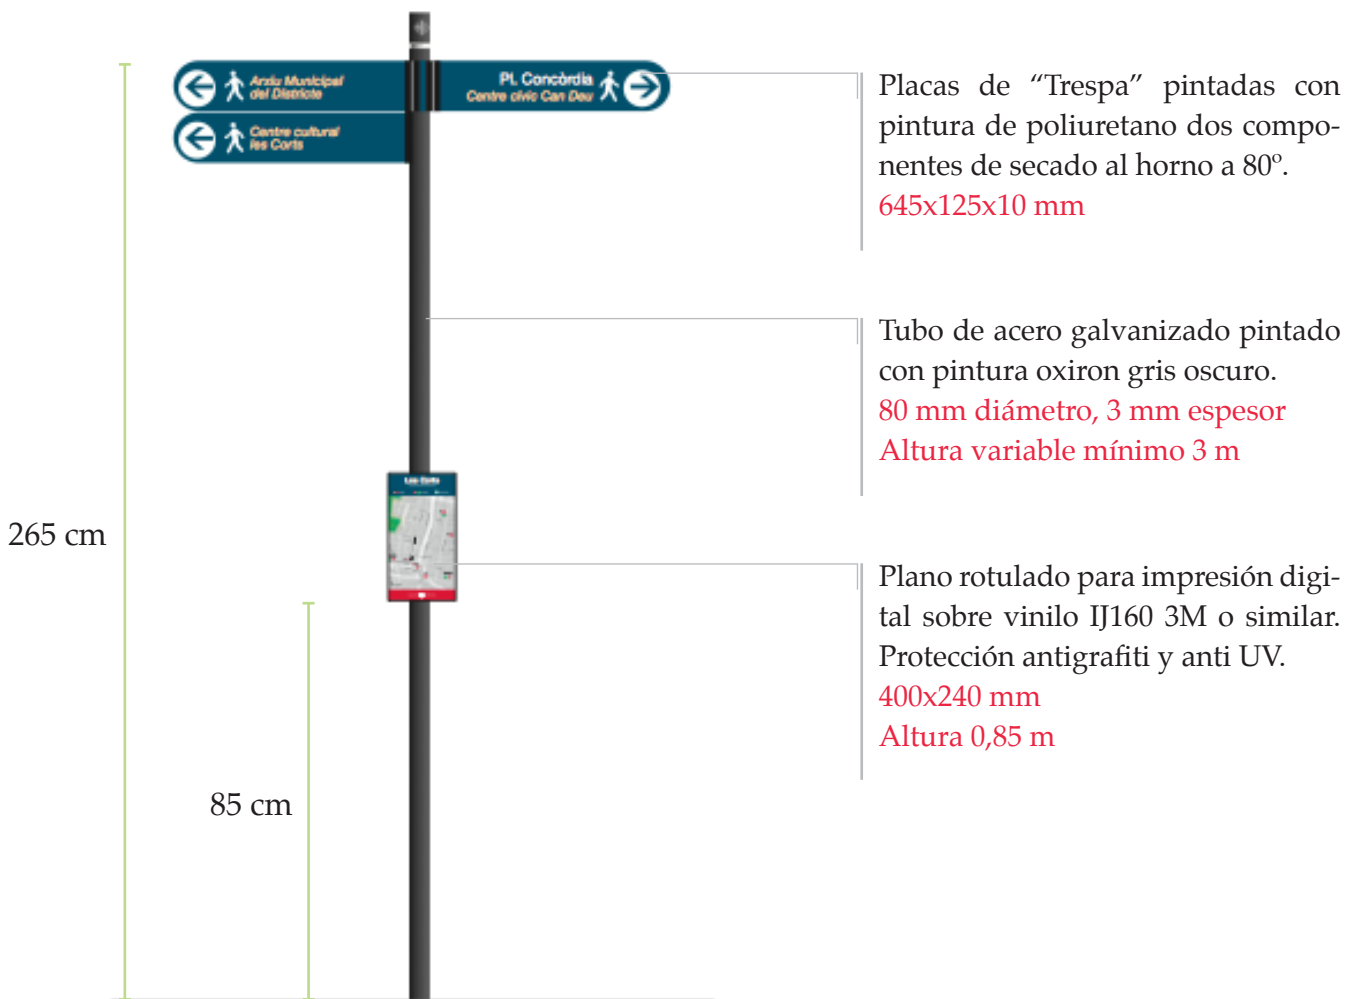 Arxiu Municipal
del Districte
Pl. Concòrdia
Centre cívic Can Deu
Centre cultural
les Corts
Placas de “Trespa” pintadas con
pintura de poliuretano dos compo-
nentes de secado al horno a 80º.
645x125x10 mm
Tubo de acero galvanizado pintado
con pintura oxiron gris oscuro.
80 mm diámetro, 3 mm espesor
Altura variable mínimo 3 m
Les Corts
265 cm
Plano rotulado para impresión digi-
tal sobre vinilo IJ160 3M o similar.
Protección antigrafiti y anti UV.
400x240 mm
Altura 0,85 m
85 cm